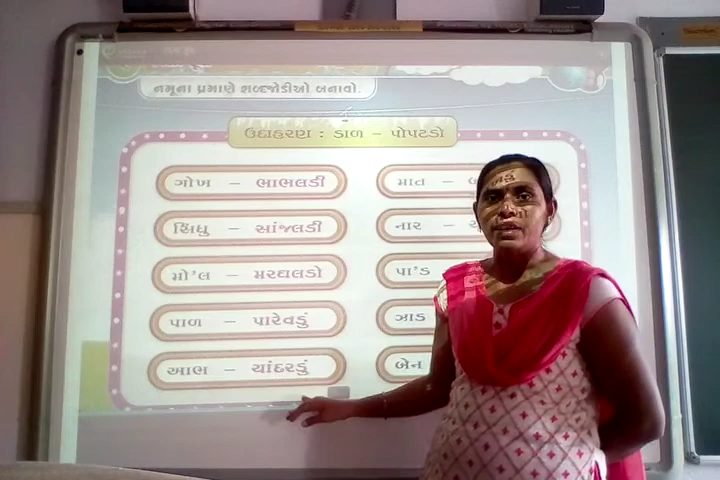 નમૂના પ્રમાણે શબ્દજોડીઓ બનાવો.
ઉદાહરણ : ડાળ – પોપટડો
ગોખ – ભાભલડી
સિંધુ – સાંજલડી
મો'લ – મરઘલડો
પાળ – પારેવડું
આભ – ચાંદરડું
માત –
નાર –
પા'ડ
ઝાડ
બેન